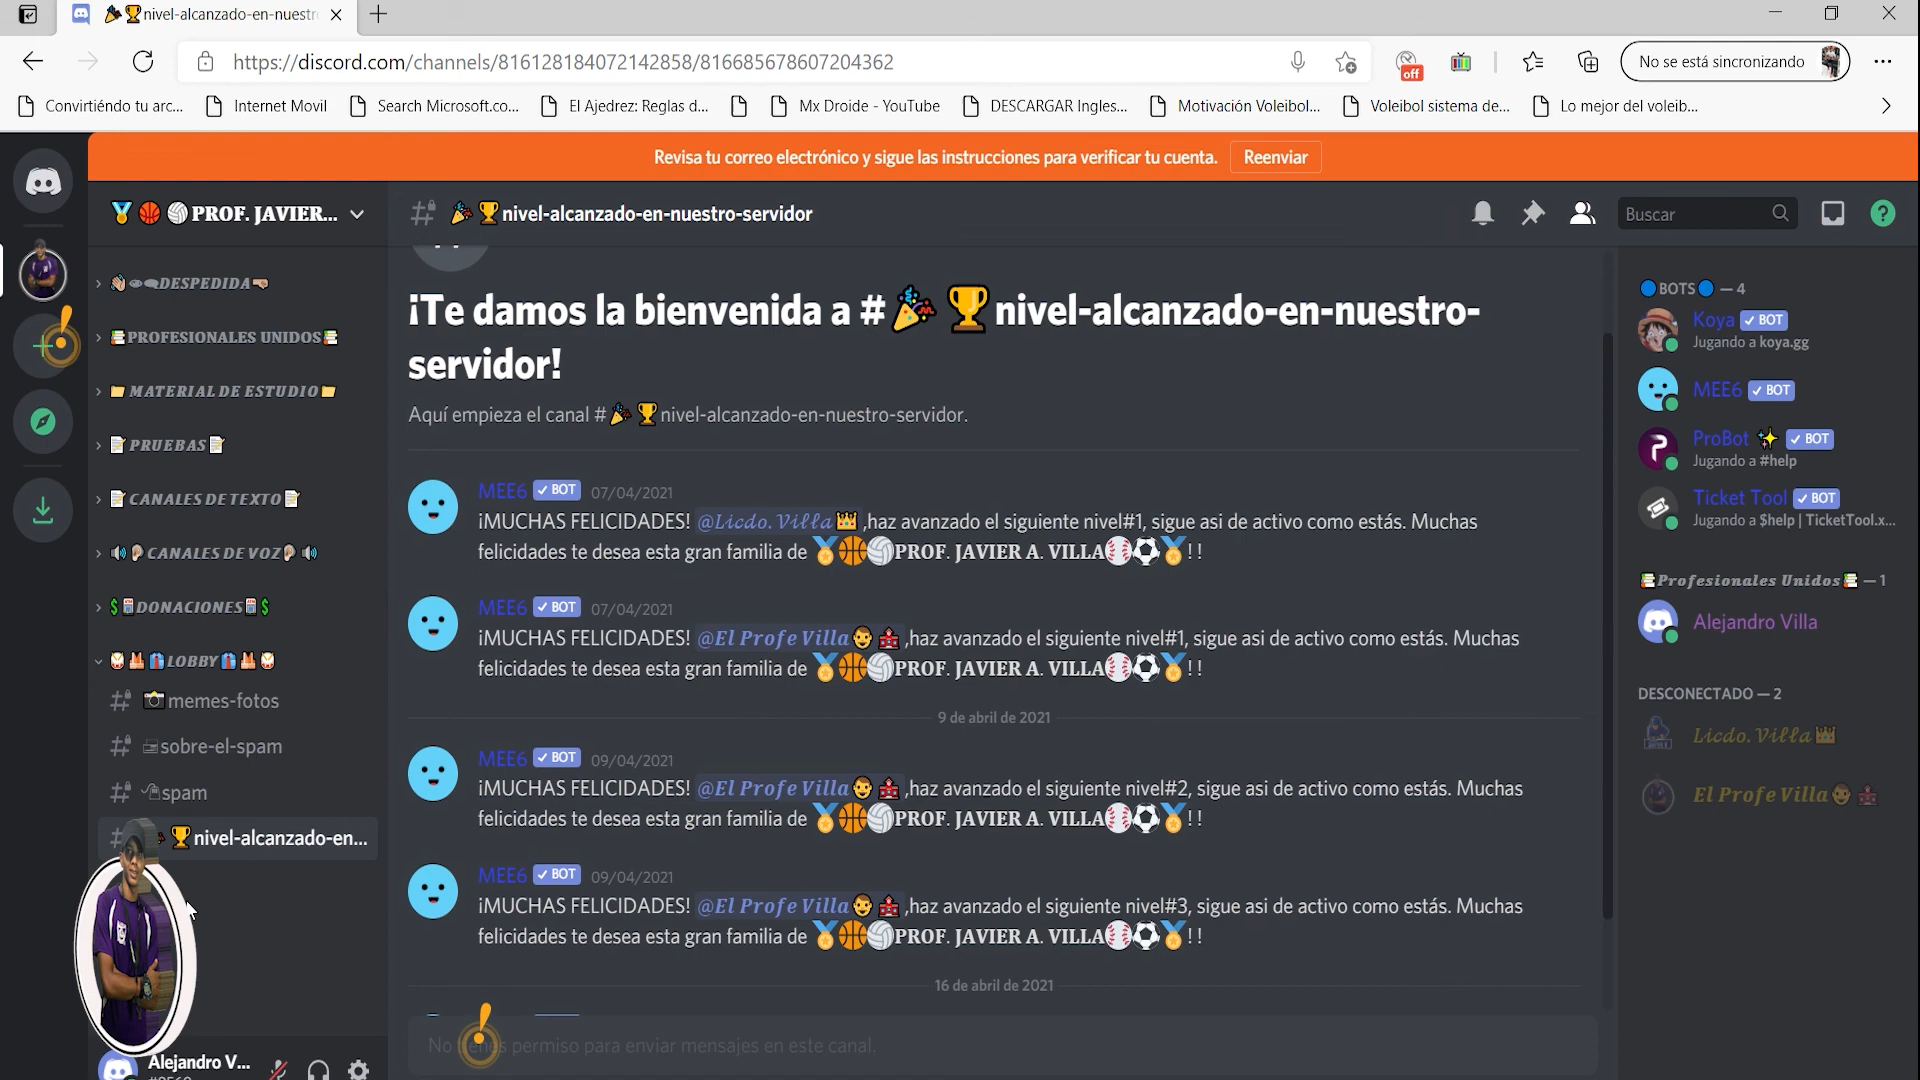 🎉🏆nivel-alcanzado-en-nuestr
https://discord.com/channels/816128184072142858/816685678607204362
off
No se está sincronizando
Convirtiéndo tu arc...
Internet Movil
Search Microsoft.co...
El Ajedrez: Reglas d...
Mx Droide - YouTube
DESCARGAR Ingles...
Motivación Voleibol...
Voleibol sistema de...
Lo mejor del voleib...
Revisa tu correo electrónico y sigue las instrucciones para verificar tu cuenta.
Reenviar
🏅🏀🏐PROF. JAVIER...
🎉🏆nivel-alcanzado-en-nuestro-servidor
Buscar
DESPEDIDA
PROFESIONALES UNIDOS
MATERIAL DE ESTUDIO
PRUEBAS
CANALES DE TEXTO
CANALES DE VOZ
DONACIONES
LOBBY
memes-fotos
sobre-el-spam
spam
🏆nivel-alcanzado-en...
Alejandro V...
¡Te damos la bienvenida a #🎉🏆nivel-alcanzado-en-nuestro-
servidor!
Aquí empieza el canal #🎉🏆nivel-alcanzado-en-nuestro-servidor.
MEE6 ✓ BOT 07/04/2021
¡MUCHAS FELICIDADES! @Licdo. Villa👑 ,haz avanzado el siguiente nivel#1, sigue asi de activo como estás. Muchas
felicidades te desea esta gran familia de 🏅🏀🏐PROF. JAVIER A. VILLA⚾⚽🏅!!
MEE6 ✓ BOT 07/04/2021
¡MUCHAS FELICIDADES! @El Profe Villa👨‍🏫 ,haz avanzado el siguiente nivel#1, sigue asi de activo como estás. Muchas
felicidades te desea esta gran familia de 🏅🏀🏐PROF. JAVIER A. VILLA⚾⚽🏅!!
9 de abril de 2021
MEE6 ✓ BOT 09/04/2021
¡MUCHAS FELICIDADES! @El Profe Villa👨‍🏫 ,haz avanzado el siguiente nivel#2, sigue asi de activo como estás. Muchas
felicidades te desea esta gran familia de 🏅🏀🏐PROF. JAVIER A. VILLA⚾⚽🏅!!
MEE6 ✓ BOT 09/04/2021
¡MUCHAS FELICIDADES! @El Profe Villa👨‍🏫 ,haz avanzado el siguiente nivel#3, sigue asi de activo como estás. Muchas
felicidades te desea esta gran familia de 🏅🏀🏐PROF. JAVIER A. VILLA⚾⚽🏅!!
16 de abril de 2021
No tienes permiso para enviar mensajes en este canal.
🔵BOTS🔵 — 4
Koya ✓ BOT
Jugando a koya.gg
MEE6 ✓ BOT
ProBot ✨ ✓ BOT
Jugando a #help
Ticket Tool ✓ BOT
Jugando a $help | TicketTool.x...
Profesionales Unidos — 1
Alejandro Villa
DESCONECTADO — 2
Licdo. Villa👑
El Profe Villa